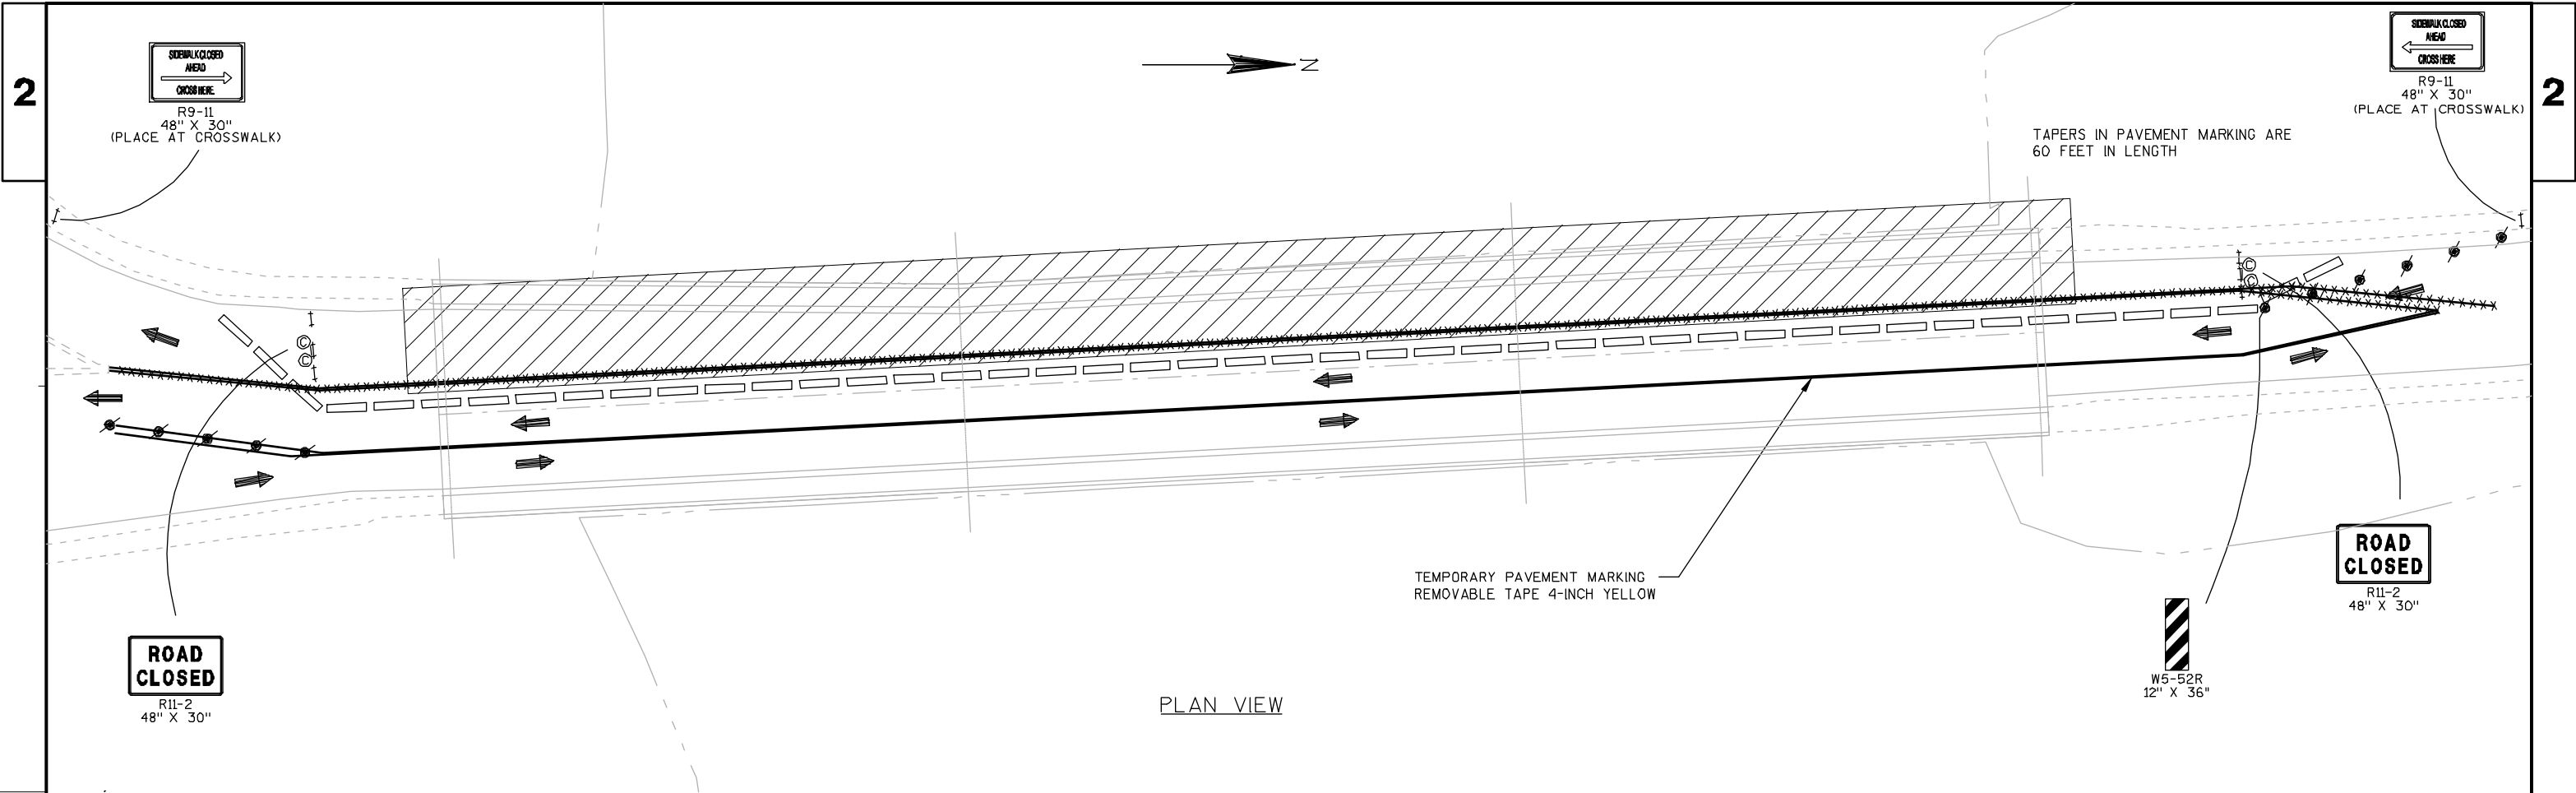 2
SIDEWALK CLOSED
AHEAD
CROSS HERE
R9-11
48" X 30"
(PLACE AT CROSSWALK)
N
SIDEWALK CLOSED
AHEAD
CROSS HERE
R9-11
48" X 30"
(PLACE AT CROSSWALK)
2
TAPERS IN PAVEMENT MARKING ARE
60 FEET IN LENGTH
TEMPORARY PAVEMENT MARKING
REMOVABLE TAPE 4-INCH YELLOW
ROAD
CLOSED
R11-2
48" X 30"
ROAD
CLOSED
R11-2
48" X 30"
W5-52R
12" X 36"
PLAN VIEW